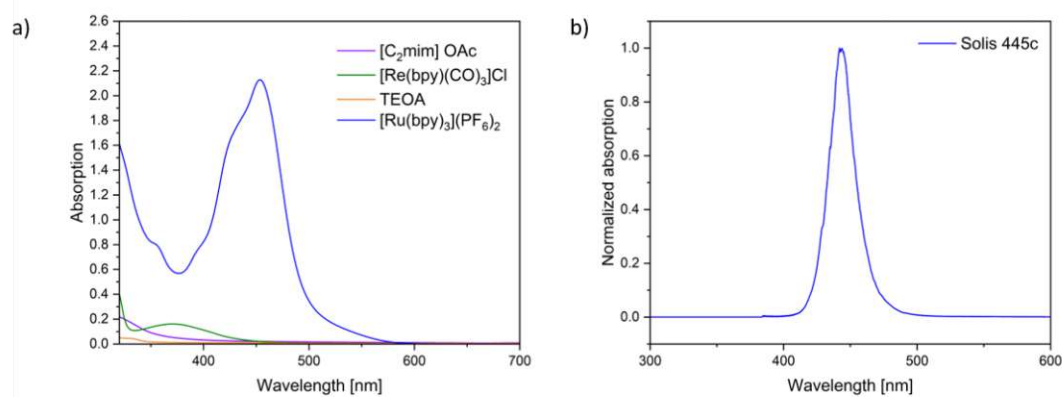 a)
2.6
2.4
2.2
2.0
1.8
1.6
1.4
1.2
1.0
0.8
0.6
0.4
0.2
0.0
Absorption
[C₂mim] OAc
[Re(bpy)(CO)₃]Cl
TEOA
[Ru(bpy)₃](PF₆)₂
400 500 600 700
Wavelength [nm]
b)
1.0
0.8
0.6
0.4
0.2
0.0
Normalized absorption
Solis 445c
300 400 500 600
Wavelength [nm]